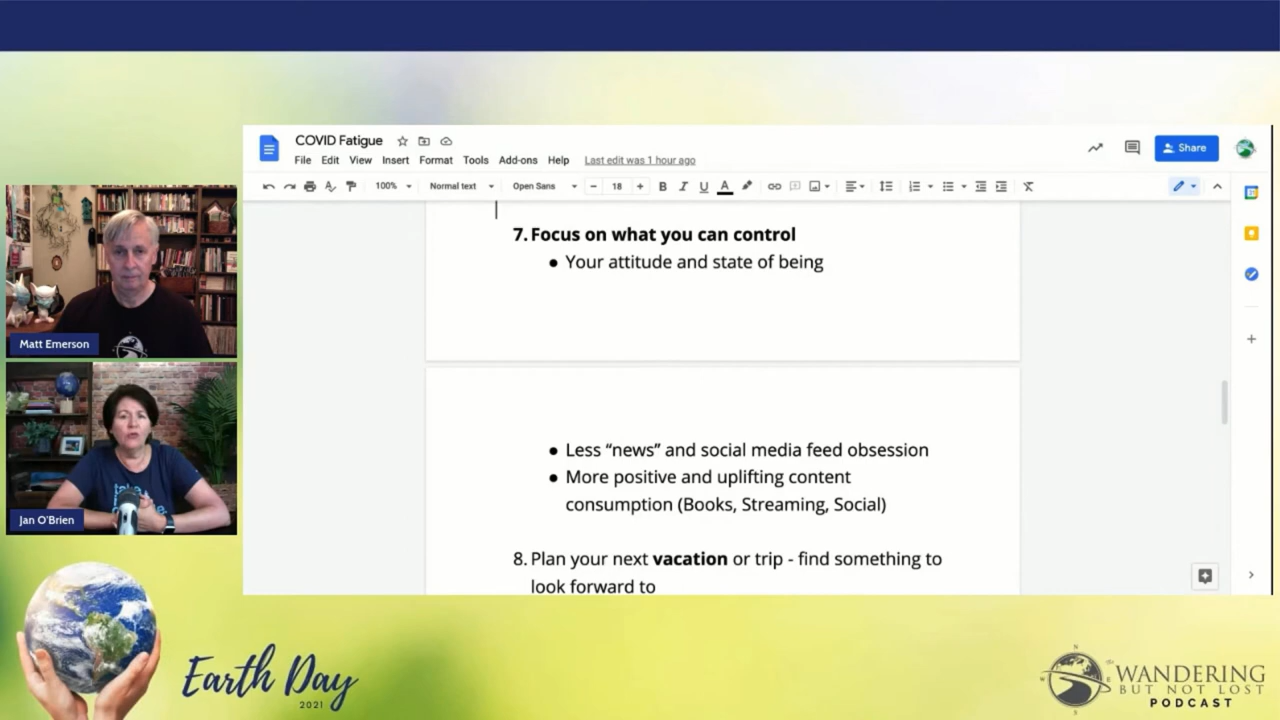 COVID Fatigue
File Edit View Insert Format Tools Add-ons Help Last edit was 1 hour ago
Share
100% Normal text Open Sans 18
7. Focus on what you can control
● Your attitude and state of being
● Less “news” and social media feed obsession
● More positive and uplifting content
consumption (Books, Streaming, Social)
8. Plan your next vacation or trip - find something to
look forward to
Matt Emerson
Jan O'Brien
Earth Day
2021
the
WANDERING
BUT NOT LOST
PODCAST